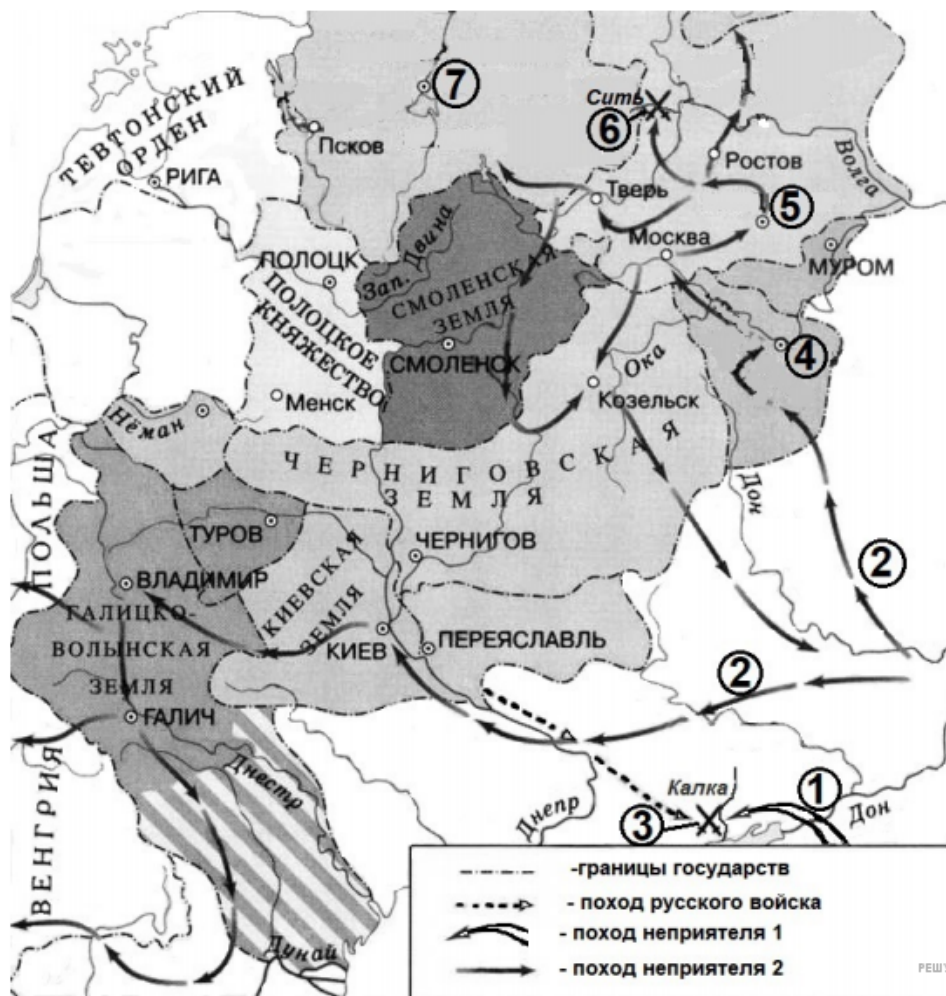 ТЕВТОНСКИЙ
ОРДЕН
РИГА
Псков
7
Сить
6
Ростов
Волга
Тверь
5
Москва
МУРОМ
ПОЛОЦК
Зап. Двина
СМОЛЕНСКАЯ
ЗЕМЛЯ
ПОЛОЦКОЕ
КНЯЖЕСТВО
СМОЛЕНСК
4
Ока
Менск
Козельск
Нёман
ПОЛЬША
ЧЕРНИГОВСКАЯ
ЗЕМЛЯ
Дон
ТУРОВ
ЧЕРНИГОВ
2
ВЛАДИМИР
КИЕВСКАЯ
ЗЕМЛЯ
ГАЛИЦКО-
ВОЛЫНСКАЯ
ЗЕМЛЯ
КИЕВ
ПЕРЕЯСЛАВЛЬ
2
ГАЛИЧ
ВЕНГРИЯ
Днестр
Днепр
Калка
3
1
Дон
Дунай
-границы государств
- поход русского войска
- поход неприятеля 1
- поход неприятеля 2
РЕШУ